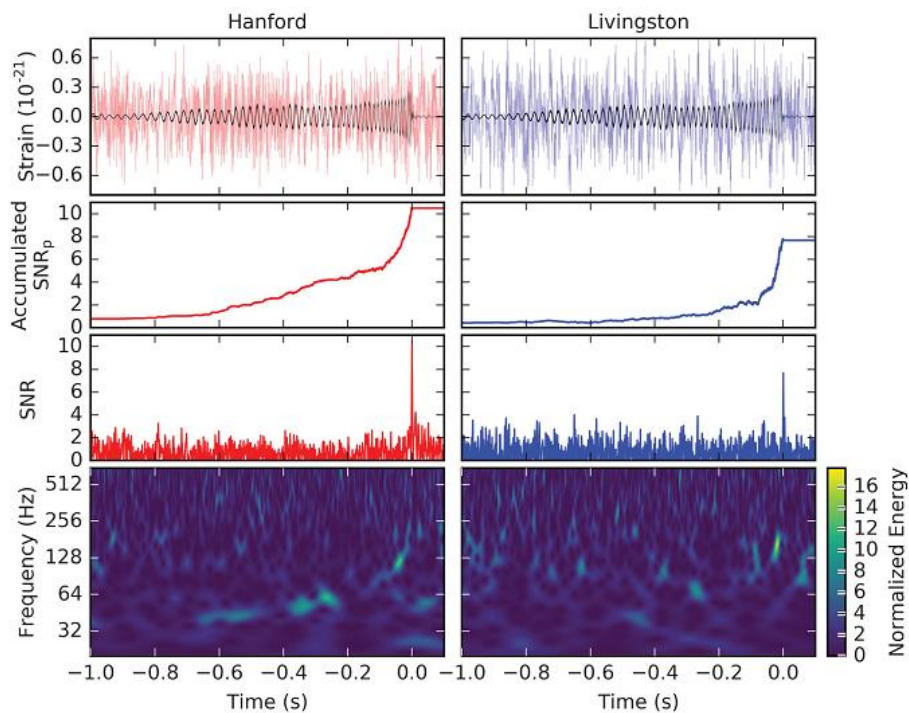 Hanford
Livingston
Strain (10⁻²¹)
0.6
0.3
0.0
−0.3
−0.6
Accumulated
SNRₚ
10
8
6
4
2
0
SNR
10
8
6
4
2
0
Frequency (Hz)
512
256
128
64
32
−1.0 −0.8 −0.6 −0.4 −0.2 0.0
−1.0 −0.8 −0.6 −0.4 −0.2 0.0
Time (s)
Time (s)
16
14
12
10
8
6
4
2
0
Normalized Energy